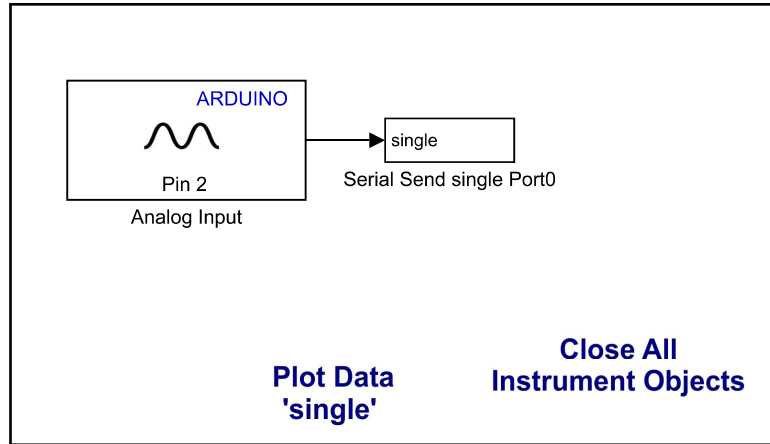 ARDUINO
Pin 2
Analog Input
single
Serial Send single Port0
Plot Data
'single'
Close All
Instrument Objects